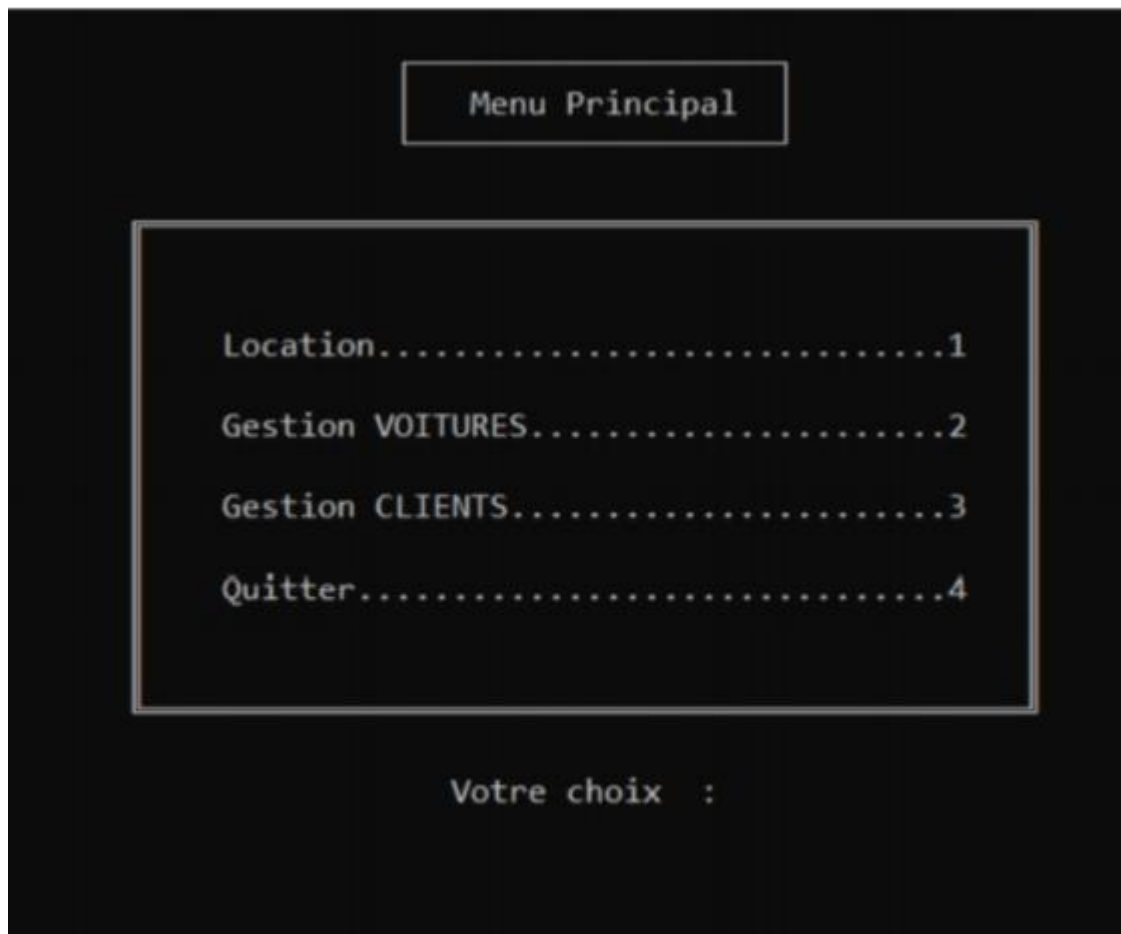 Menu Principal
Location..............................1
Gestion VOITURES......................2
Gestion CLIENTS.......................3
Quitter...............................4
Votre choix  :